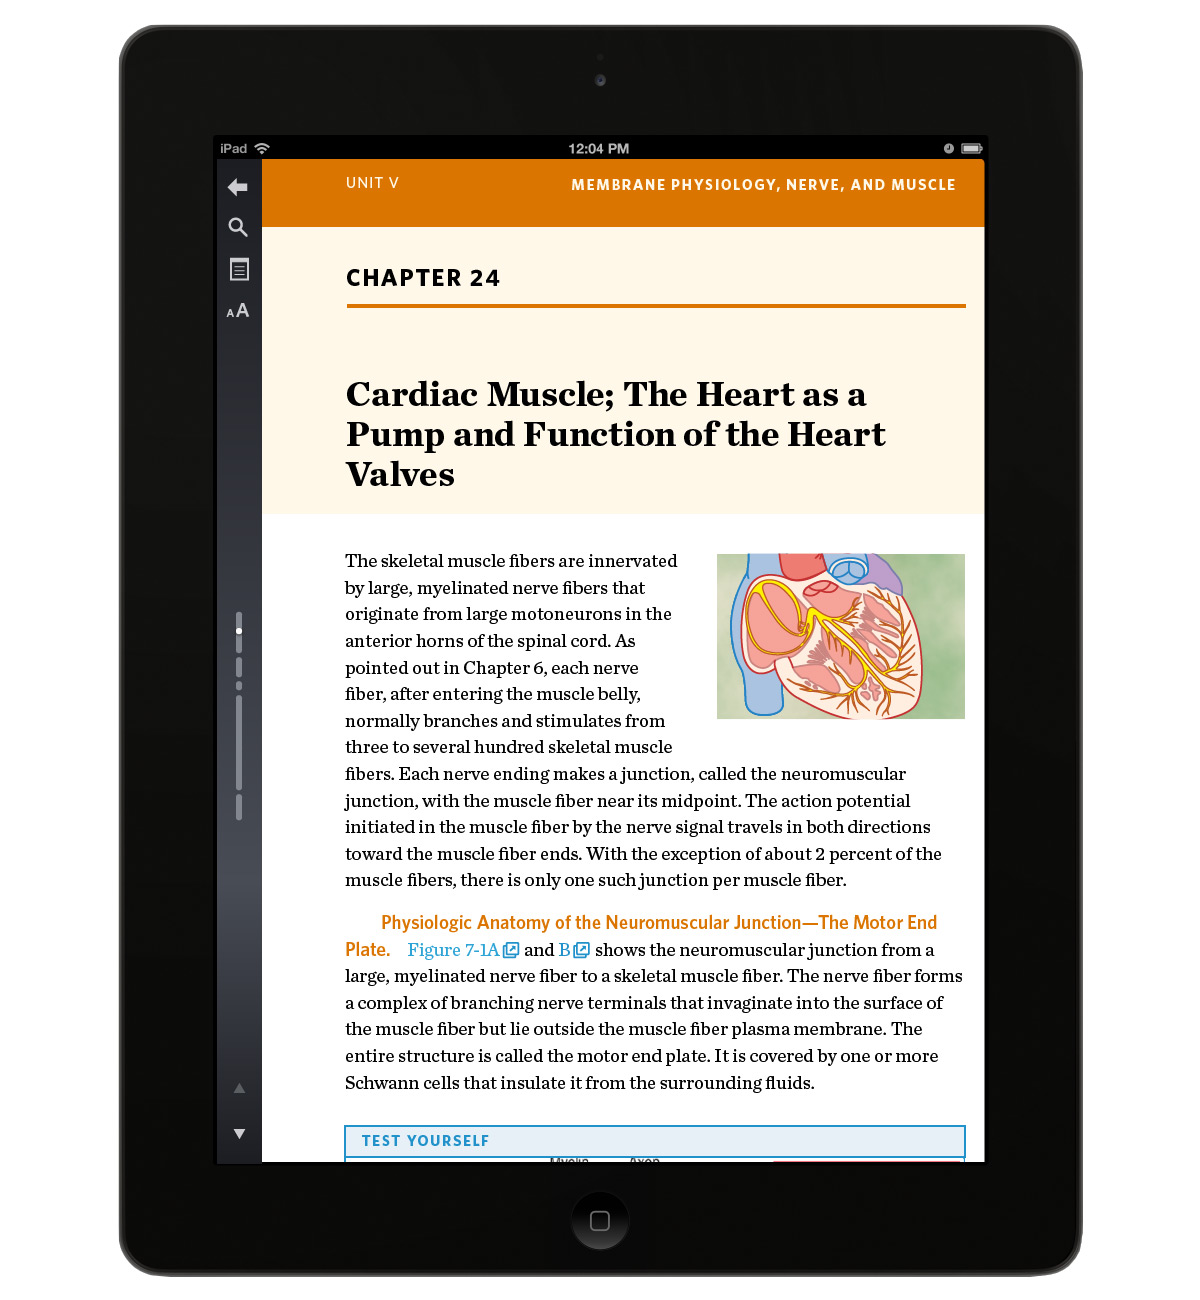 iPad
12:04 PM
UNIT V
MEMBRANE PHYSIOLOGY, NERVE, AND MUSCLE
AA
CHAPTER 24
Cardiac Muscle; The Heart as a
Pump and Function of the Heart
Valves
The skeletal muscle fibers are innervated
by large, myelinated nerve fibers that
originate from large motoneurons in the
anterior horns of the spinal cord. As
pointed out in Chapter 6, each nerve
fiber, after entering the muscle belly,
normally branches and stimulates from
three to several hundred skeletal muscle
fibers. Each nerve ending makes a junction, called the neuromuscular
junction, with the muscle fiber near its midpoint. The action potential
initiated in the muscle fiber by the nerve signal travels in both directions
toward the muscle fiber ends. With the exception of about 2 percent of the
muscle fibers, there is only one such junction per muscle fiber.
Physiologic Anatomy of the Neuromuscular Junction—The Motor End
Plate. Figure 7-1A and B shows the neuromuscular junction from a
large, myelinated nerve fiber to a skeletal muscle fiber. The nerve fiber forms
a complex of branching nerve terminals that invaginate into the surface of
the muscle fiber but lie outside the muscle fiber plasma membrane. The
entire structure is called the motor end plate. It is covered by one or more
Schwann cells that insulate it from the surrounding fluids.
TEST YOURSELF
Myelin Axon